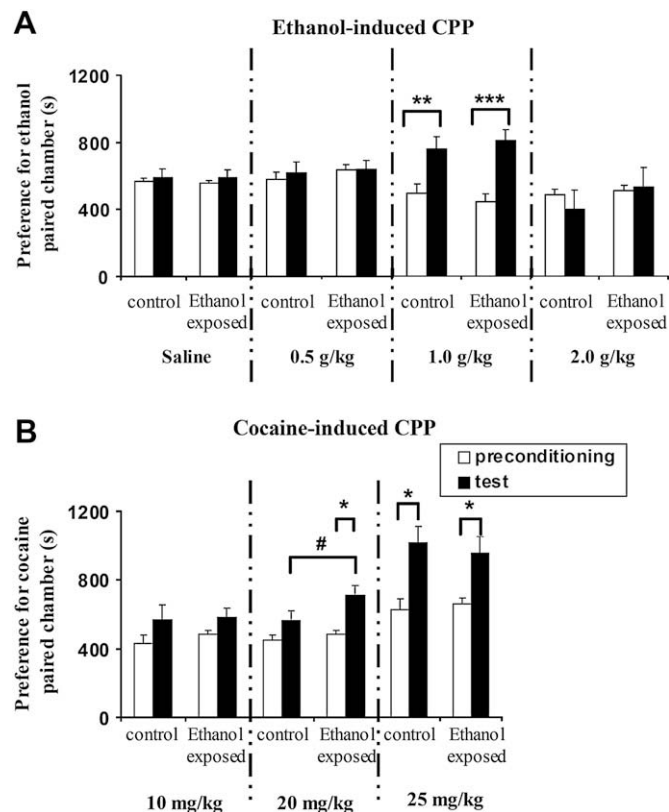 A
Ethanol-induced CPP
Preference for ethanol
paired chamber (s)
1200
800
400
0
** ***
control Ethanol exposed control Ethanol exposed control Ethanol exposed control Ethanol exposed
Saline 0.5 g/kg 1.0 g/kg 2.0 g/kg
B
Cocaine-induced CPP
preconditioning
test
Preference for cocaine
paired chamber (s)
1200
800
400
0
# * * *
control Ethanol exposed control Ethanol exposed control Ethanol exposed
10 mg/kg 20 mg/kg 25 mg/kg